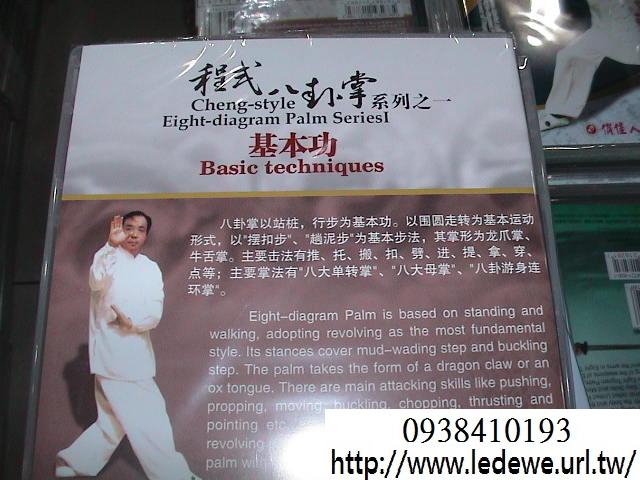 程式八卦掌系列之一
Cheng-style
Eight-diagram Palm SeriesI
基本功
Basic techniques
八卦掌以站桩，行步为基本功。以围圆走转为基本运动
形式，以"摆扣步"、"趟泥步"为基本步法，其掌形为龙爪掌、
牛舌掌。主要击法有推、托、搬、扣、劈、进、提、拿、穿、
点等；主要掌法有"八大单转掌"、"八大母掌"、"八卦游身连
环掌"。
Eight-diagram Palm is based on standing and
walking, adopting revolving as the most fundamental
style. Its stances cover mud-wading step and buckling
step. The palm takes the form of a dragon claw or an
ox tongue. There are main attacking skills like pushing,
propping, moving, buckling, chopping, thrusting and
pointing etc.
revolving
palm
0938410193
http://www.ledewe.url.tw/
俏佳人